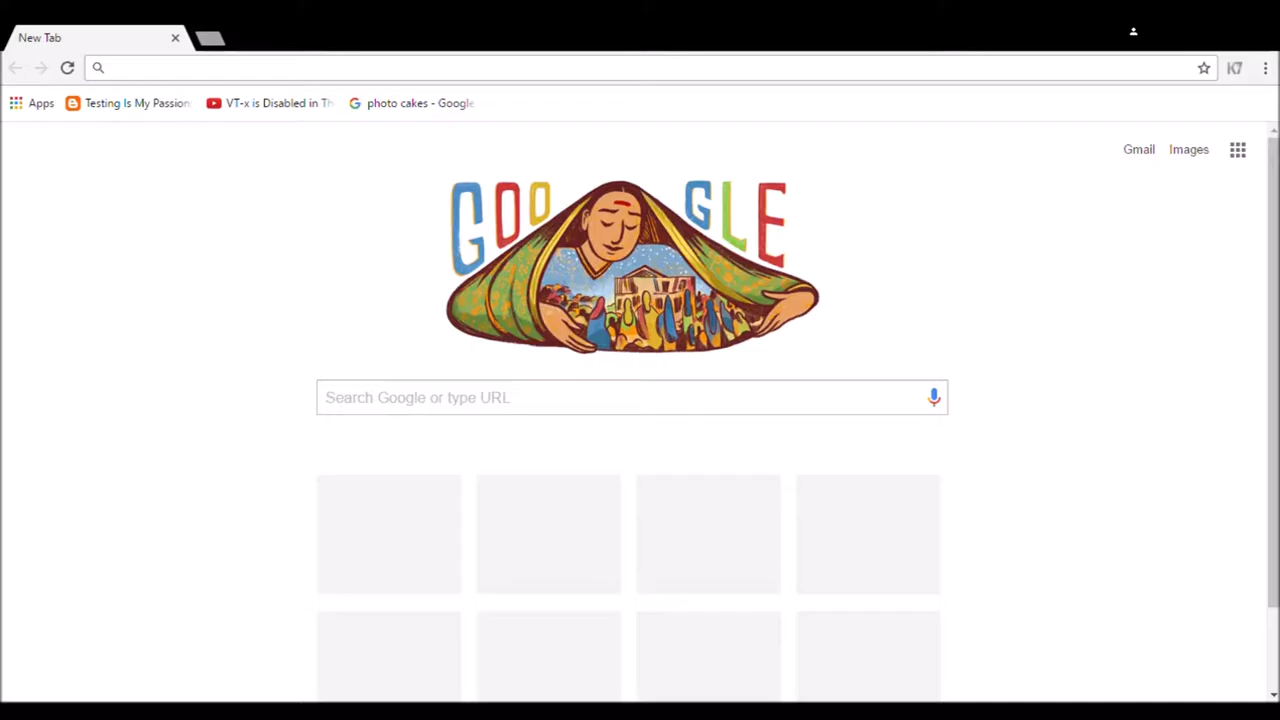 New Tab
Apps Testing Is My Passion VT-x is Disabled in Th photo cakes - Google
Gmail Images
GOOGLE
Search Google or type URL